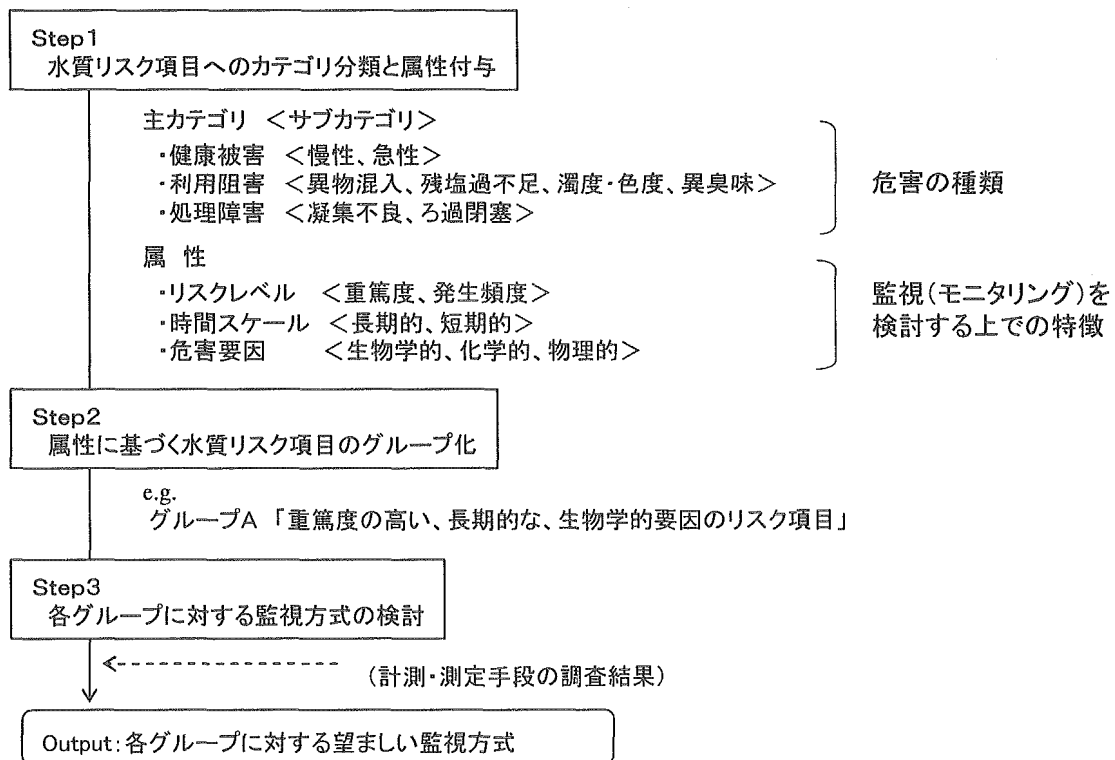 Step1
水質リスク項目へのカテゴリ分類と属性付与
主カテゴリ <サブカテゴリ>
・健康被害 <慢性、急性>
・利用阻害 <異物混入、残塩過不足、濁度・色度、異臭味>
・処理障害 <凝集不良、ろ過閉塞>
危害の種類
属 性
・リスクレベル <重篤度、発生頻度>
・時間スケール <長期的、短期的>
・危害要因 <生物学的、化学的、物理的>
監視(モニタリング)を
検討する上での特徴
Step2
属性に基づく水質リスク項目のグループ化
e.g.
グループA 「重篤度の高い、長期的な、生物学的要因のリスク項目」
Step3
各グループに対する監視方式の検討
(計測・測定手段の調査結果)
Output:各グループに対する望ましい監視方式